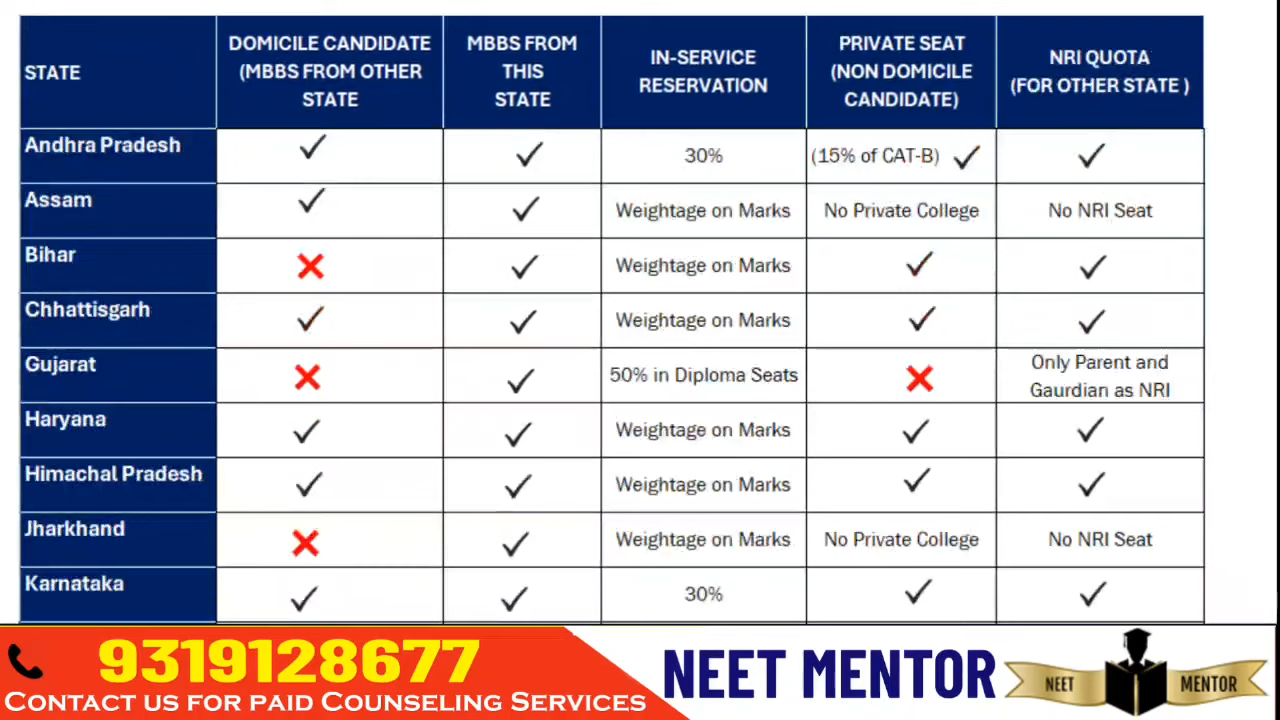 STATE
DOMICILE CANDIDATE
(MBBS FROM OTHER
STATE
MBBS FROM
THIS
STATE
IN-SERVICE
RESERVATION
PRIVATE SEAT
(NON DOMICILE
CANDIDATE)
NRI QUOTA
(FOR OTHER STATE )
Andhra Pradesh ✓ ✓ 30% (15% of CAT-B) ✓ ✓
Assam ✓ ✓ Weightage on Marks No Private College No NRI Seat
Bihar ❌ ✓ Weightage on Marks ✓ ✓
Chhattisgarh ✓ ✓ Weightage on Marks ✓ ✓
Gujarat ❌ ✓ 50% in Diploma Seats ❌ Only Parent and
Gaurdian as NRI
Haryana ✓ ✓ Weightage on Marks ✓ ✓
Himachal Pradesh ✓ ✓ Weightage on Marks ✓ ✓
Jharkhand ❌ ✓ Weightage on Marks No Private College No NRI Seat
Karnataka ✓ ✓ 30% ✓ ✓
9319128677
CONTACT US FOR PAID COUNSELING SERVICES
NEET MENTOR
NEET MENTOR